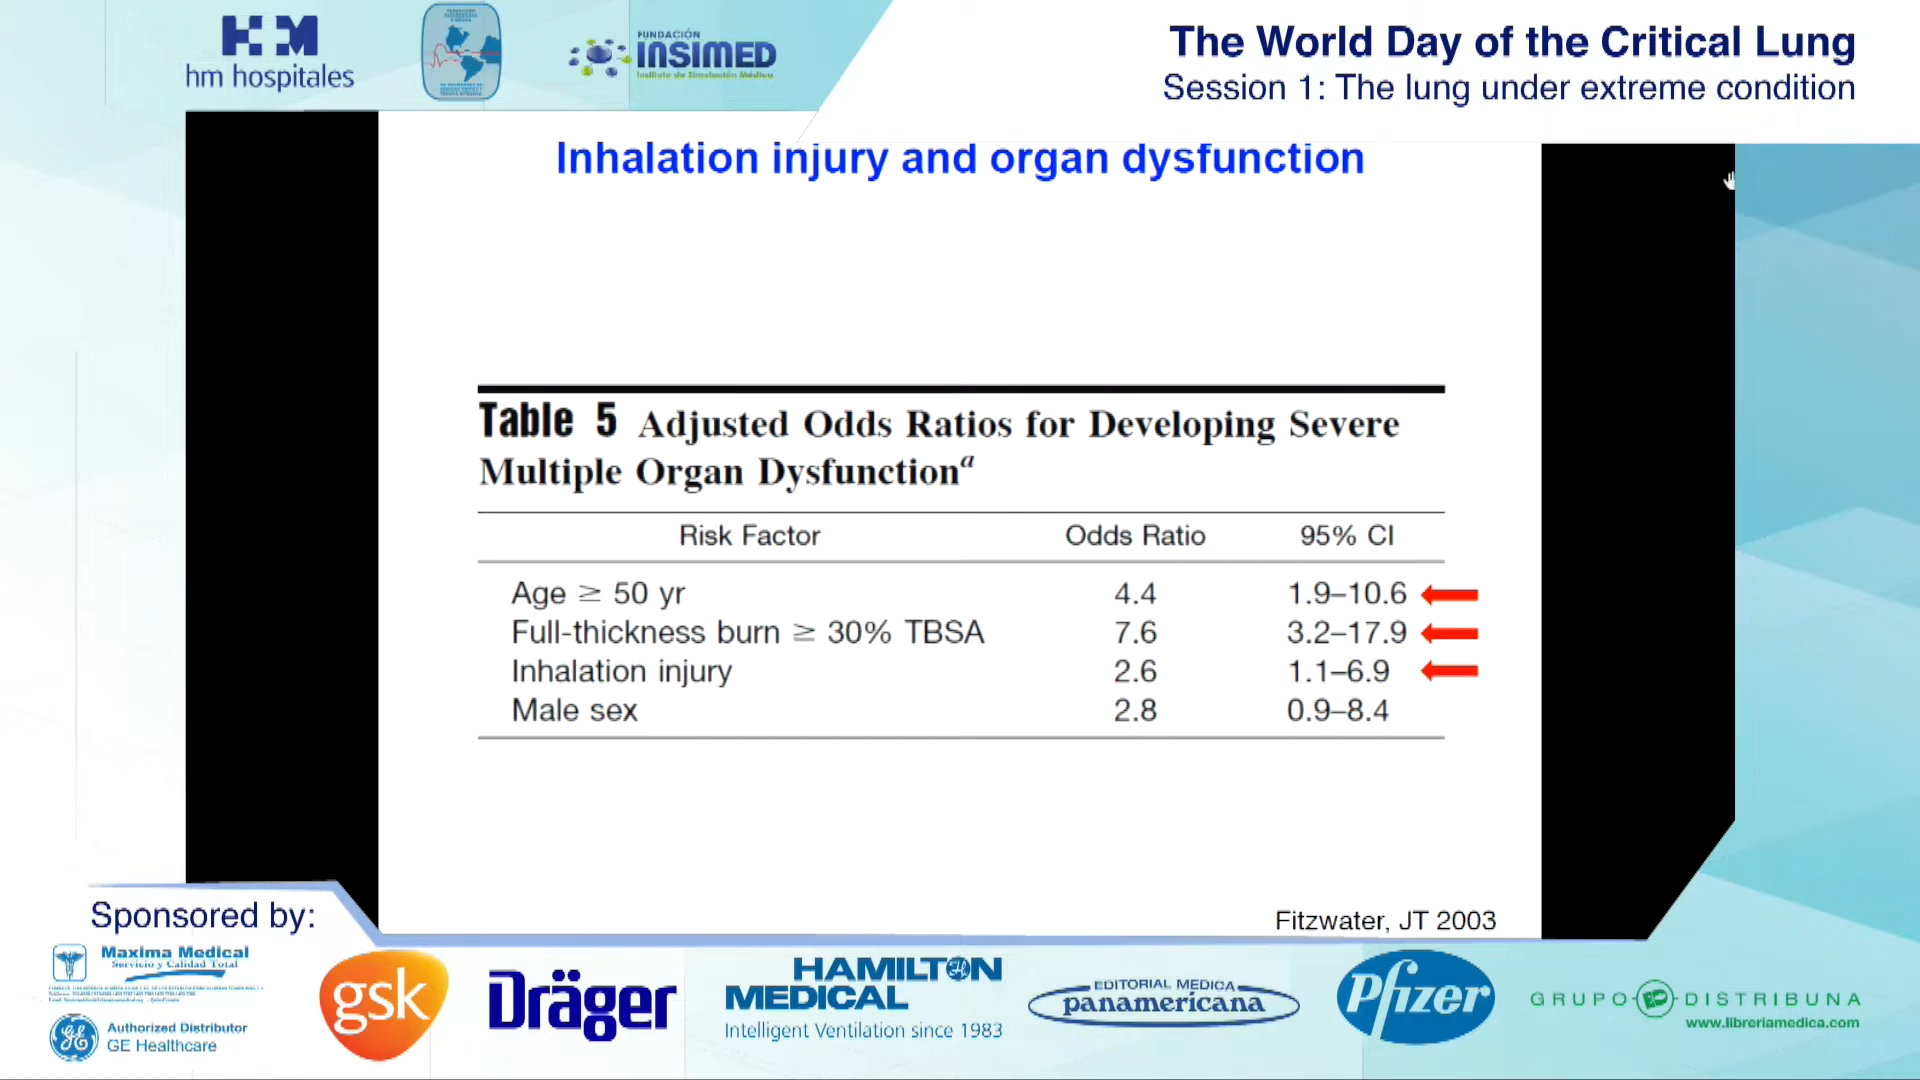 hm hospitales
FUNDACIÓN
INSIMED
Instituto de Simulación Médica
The World Day of the Critical Lung
Session 1: The lung under extreme condition
Inhalation injury and organ dysfunction
Table 5 Adjusted Odds Ratios for Developing Severe
Multiple Organ Dysfunctionᵃ
Risk Factor Odds Ratio 95% CI
Age ≥ 50 yr 4.4 1.9–10.6
Full-thickness burn ≥ 30% TBSA 7.6 3.2–17.9
Inhalation injury 2.6 1.1–6.9
Male sex 2.8 0.9–8.4
Fitzwater, JT 2003
Sponsored by:
Maxima Medical
Servicio y Calidad Total
GE
Authorized Distributor
GE Healthcare
gsk
Dräger
HAMILTON
MEDICAL
Intelligent Ventilation since 1983
EDITORIAL MEDICA
panamericana
Pfizer
GRUPO DISTRIBUNA
www.libreriamedica.com